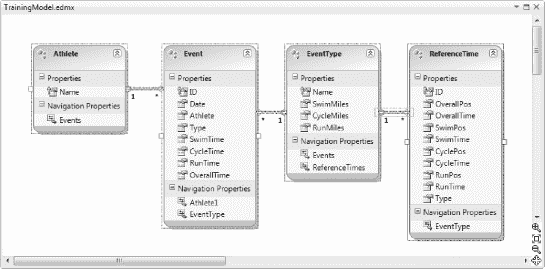 TrainingModel.edmx
Athlete
Properties
Name
Navigation Properties
Events
1
*
Event
Properties
ID
Date
Athlete
Type
SwimTime
CycleTime
RunTime
OverallTime
Navigation Properties
Athlete1
EventType
*
1
EventType
Properties
Name
SwimMiles
CycleMiles
RunMiles
Navigation Properties
Events
ReferenceTimes
1
*
ReferenceTime
Properties
ID
OverallPos
OverallTime
SwimPos
SwimTime
CyclePos
CycleTime
RunPos
RunTime
Type
Navigation Properties
EventType